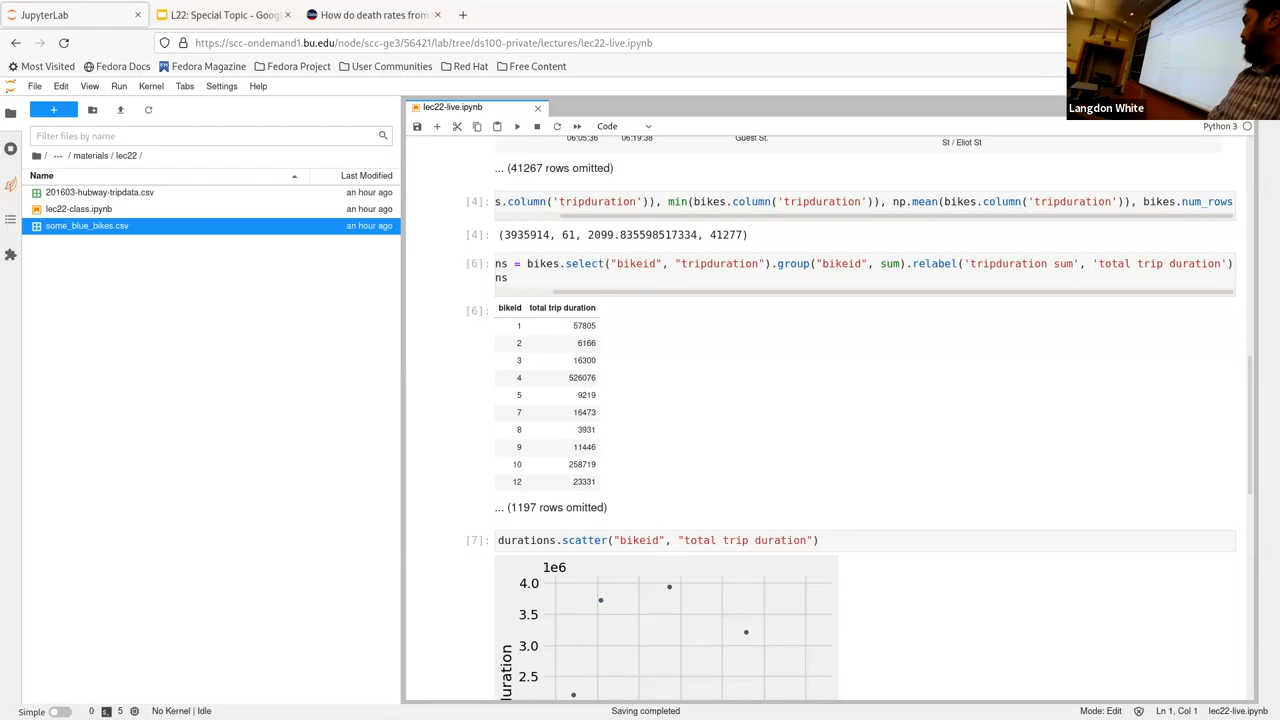 JupyterLab
L22: Special Topic - Goog
How do death rates from
https://scc-ondemand1.bu.edu/node/scc-ge3/56421/lab/tree/ds100-private/lectures/lec22-live.ipynb
Most Visited Fedora Docs Fedora Magazine Fedora Project User Communities Red Hat Free Content
Langdon White
File Edit View Run Kernel Tabs Settings Help
lec22-live.ipynb
Filter files by name
Code
Python 3
/ ... / materials / lec22 /
Name Last Modified
201603-hubway-tripdata.csv an hour ago
lec22-class.ipynb an hour ago
some_blue_bikes.csv an hour ago
06:05:36 06:19:38 Guest St. St / Eliot St
... (41267 rows omitted)
[4]: s.column('tripduration')), min(bikes.column('tripduration')), np.mean(bikes.column('tripduration')), bikes.num_rows
[4]: (3935914, 61, 2099.835598517334, 41277)
[6]: ns = bikes.select("bikeid", "tripduration").group("bikeid", sum).relabel('tripduration sum', 'total trip duration')
ns
[6]: bikeid total trip duration
1 57805
2 6166
3 16300
4 526076
5 9219
7 16473
8 3931
9 11446
10 258719
12 23331
... (1197 rows omitted)
[7]: durations.scatter("bikeid", "total trip duration")
1e6
4.0
3.5
3.0
2.5
uration
Simple 0 5 No Kernel | Idle Saving completed Mode: Edit Ln 1, Col 1 lec22-live.ipynb